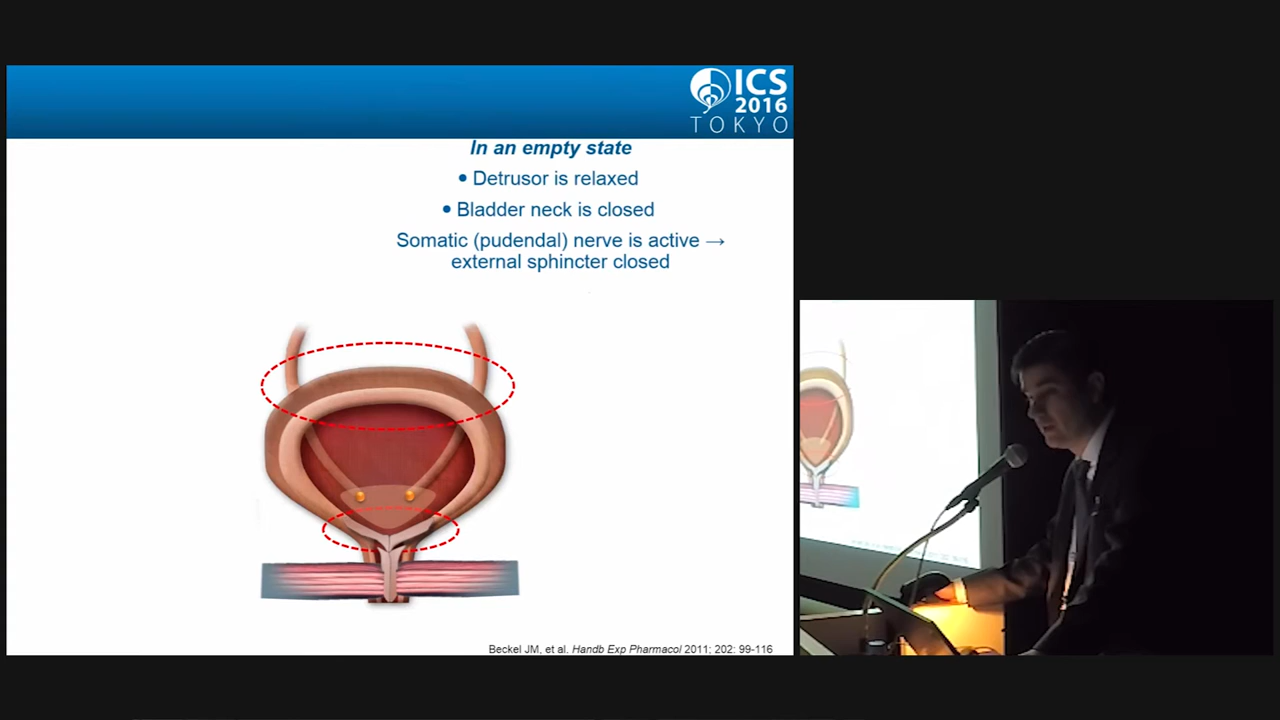 ICS
2016
TOKYO
In an empty state
• Detrusor is relaxed
• Bladder neck is closed
Somatic (pudendal) nerve is active →
external sphincter closed
Beckel JM, et al. Handb Exp Pharmacol 2011; 202: 99-116